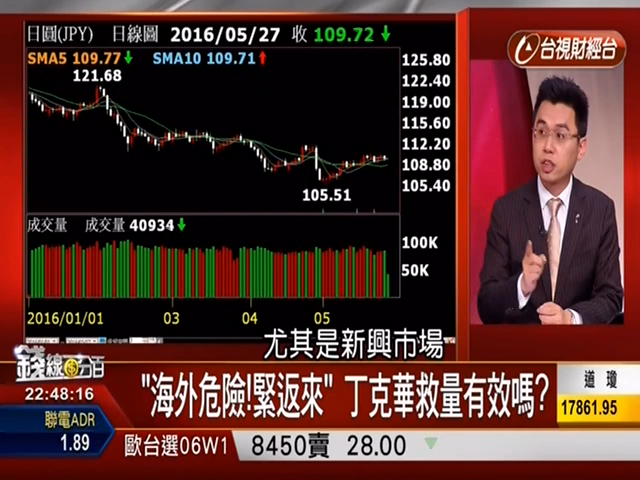 日圓(JPY) 日線圖 2016/05/27 收 109.72
SMA5 109.77 SMA10 109.71
121.68
125.80
122.40
119.00
115.60
112.20
108.80
105.40
105.51
成交量 成交量 40934
100K
50K
2016/01/01 03 04 05
台視財經台
尤其是新興市場
錢線百分百
22:48:16
"海外危險!緊返來" 丁克華救量有效嗎?
道瓊
17861.95
聯電ADR
1.89
歐台選06W1 8450賣 28.00